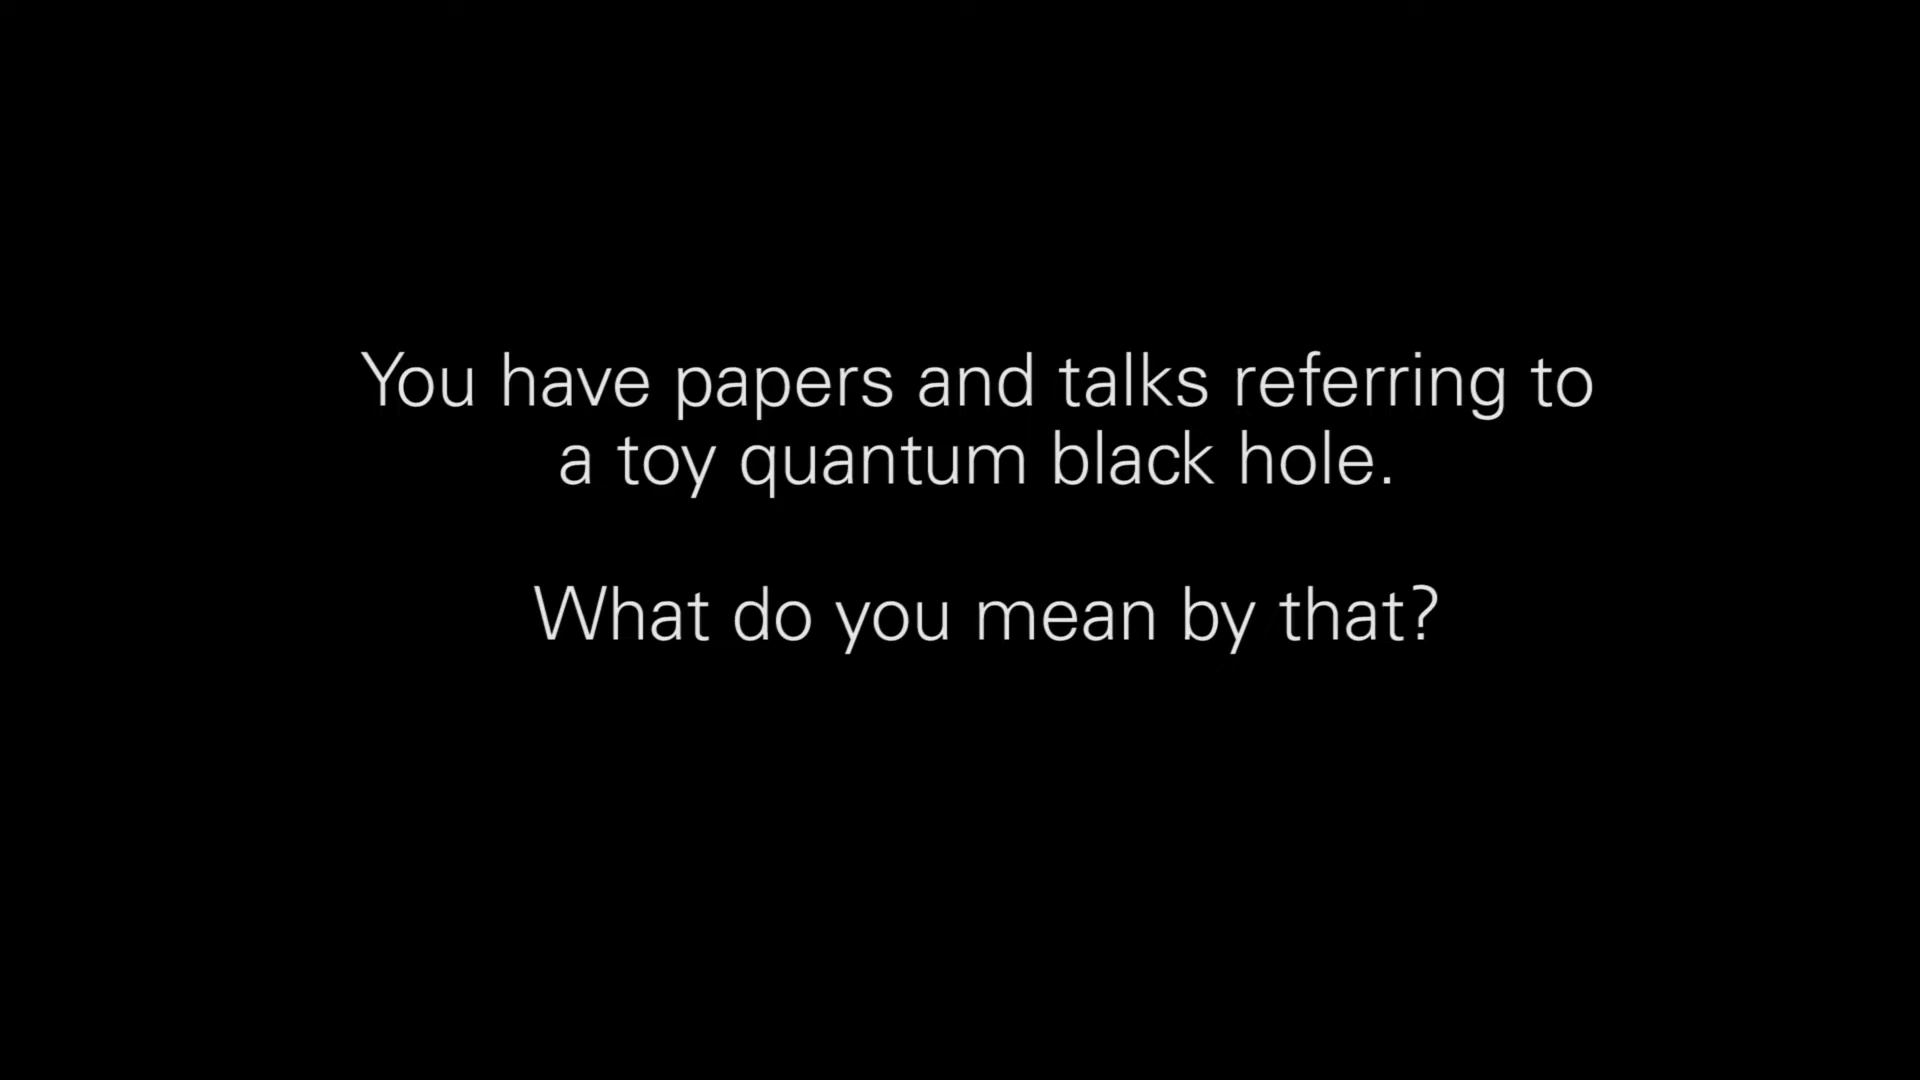 You have papers and talks referring to
a toy quantum black hole.
What do you mean by that?